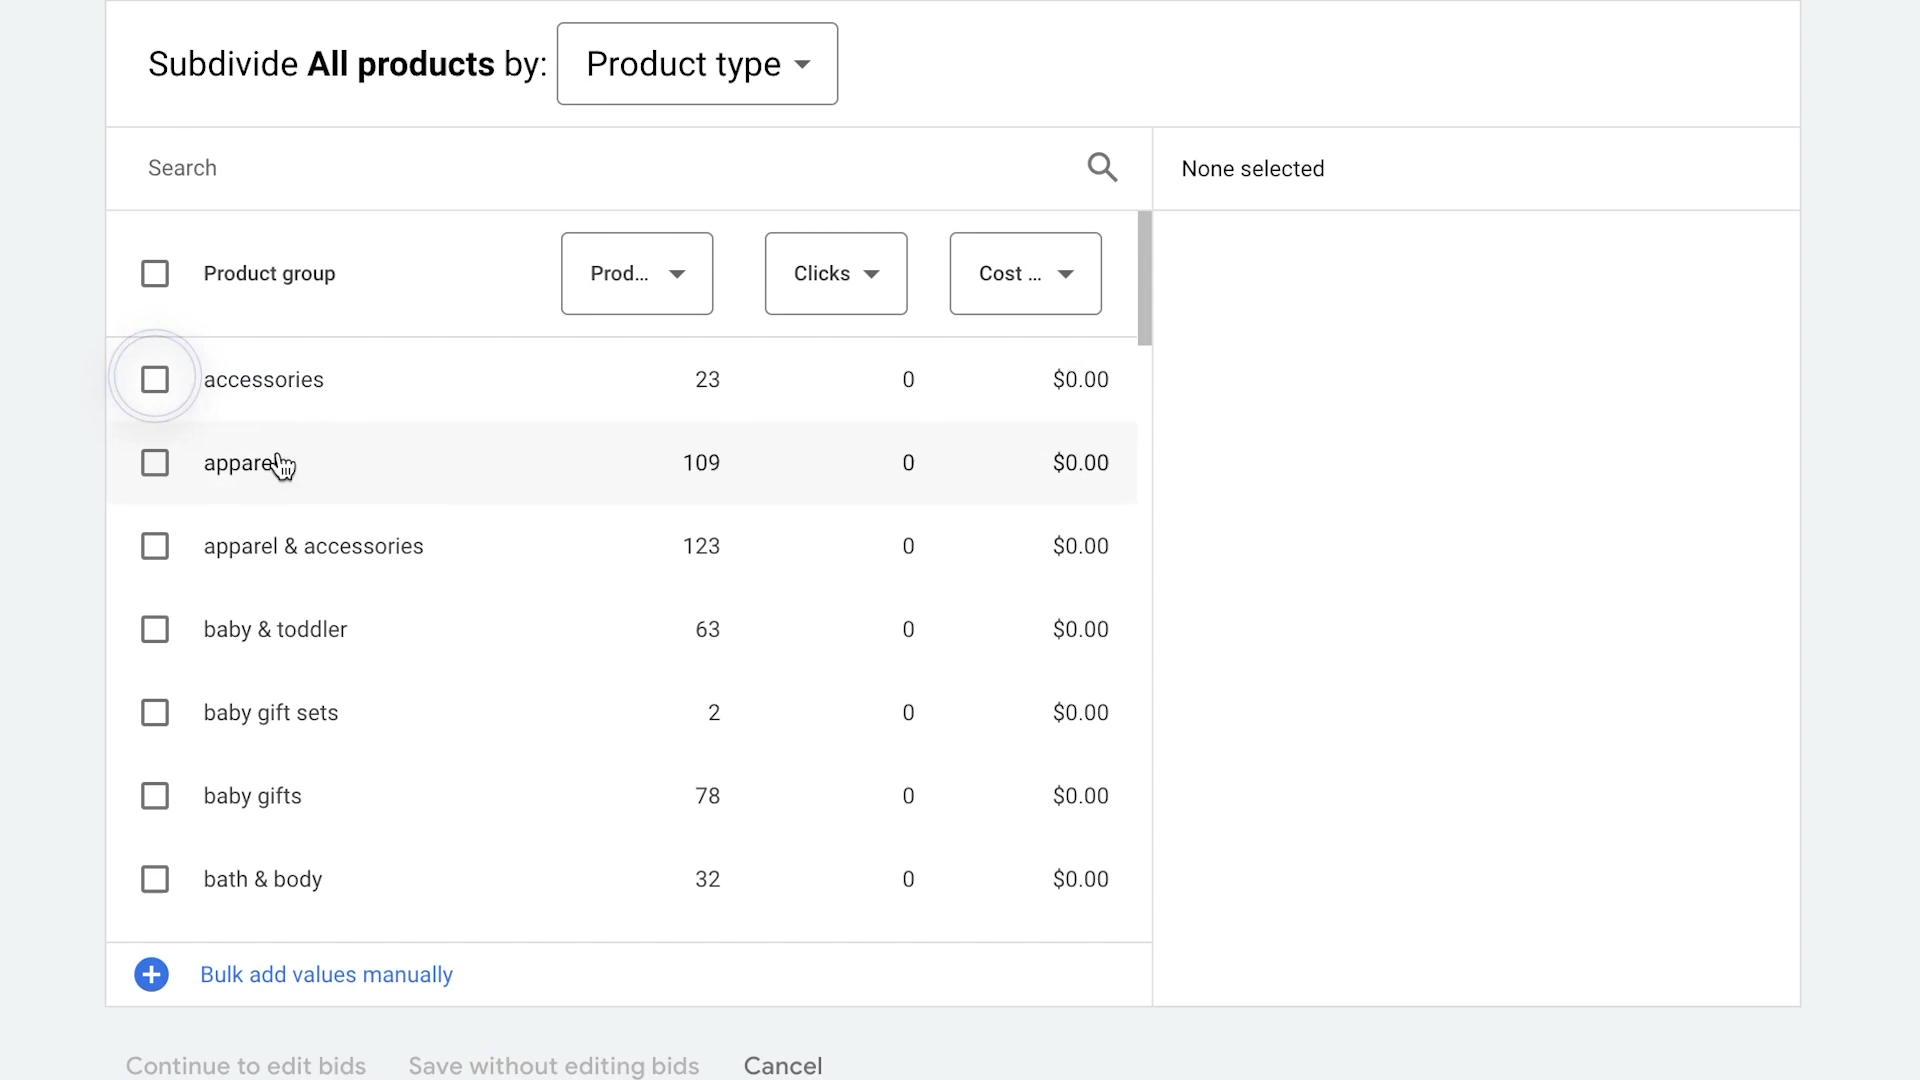 Subdivide All products by: Product type
Search
None selected
Product group Prod... Clicks Cost ...
accessories 23 0 $0.00
apparel 109 0 $0.00
apparel & accessories 123 0 $0.00
baby & toddler 63 0 $0.00
baby gift sets 2 0 $0.00
baby gifts 78 0 $0.00
bath & body 32 0 $0.00
Bulk add values manually
Continue to edit bids Save without editing bids Cancel